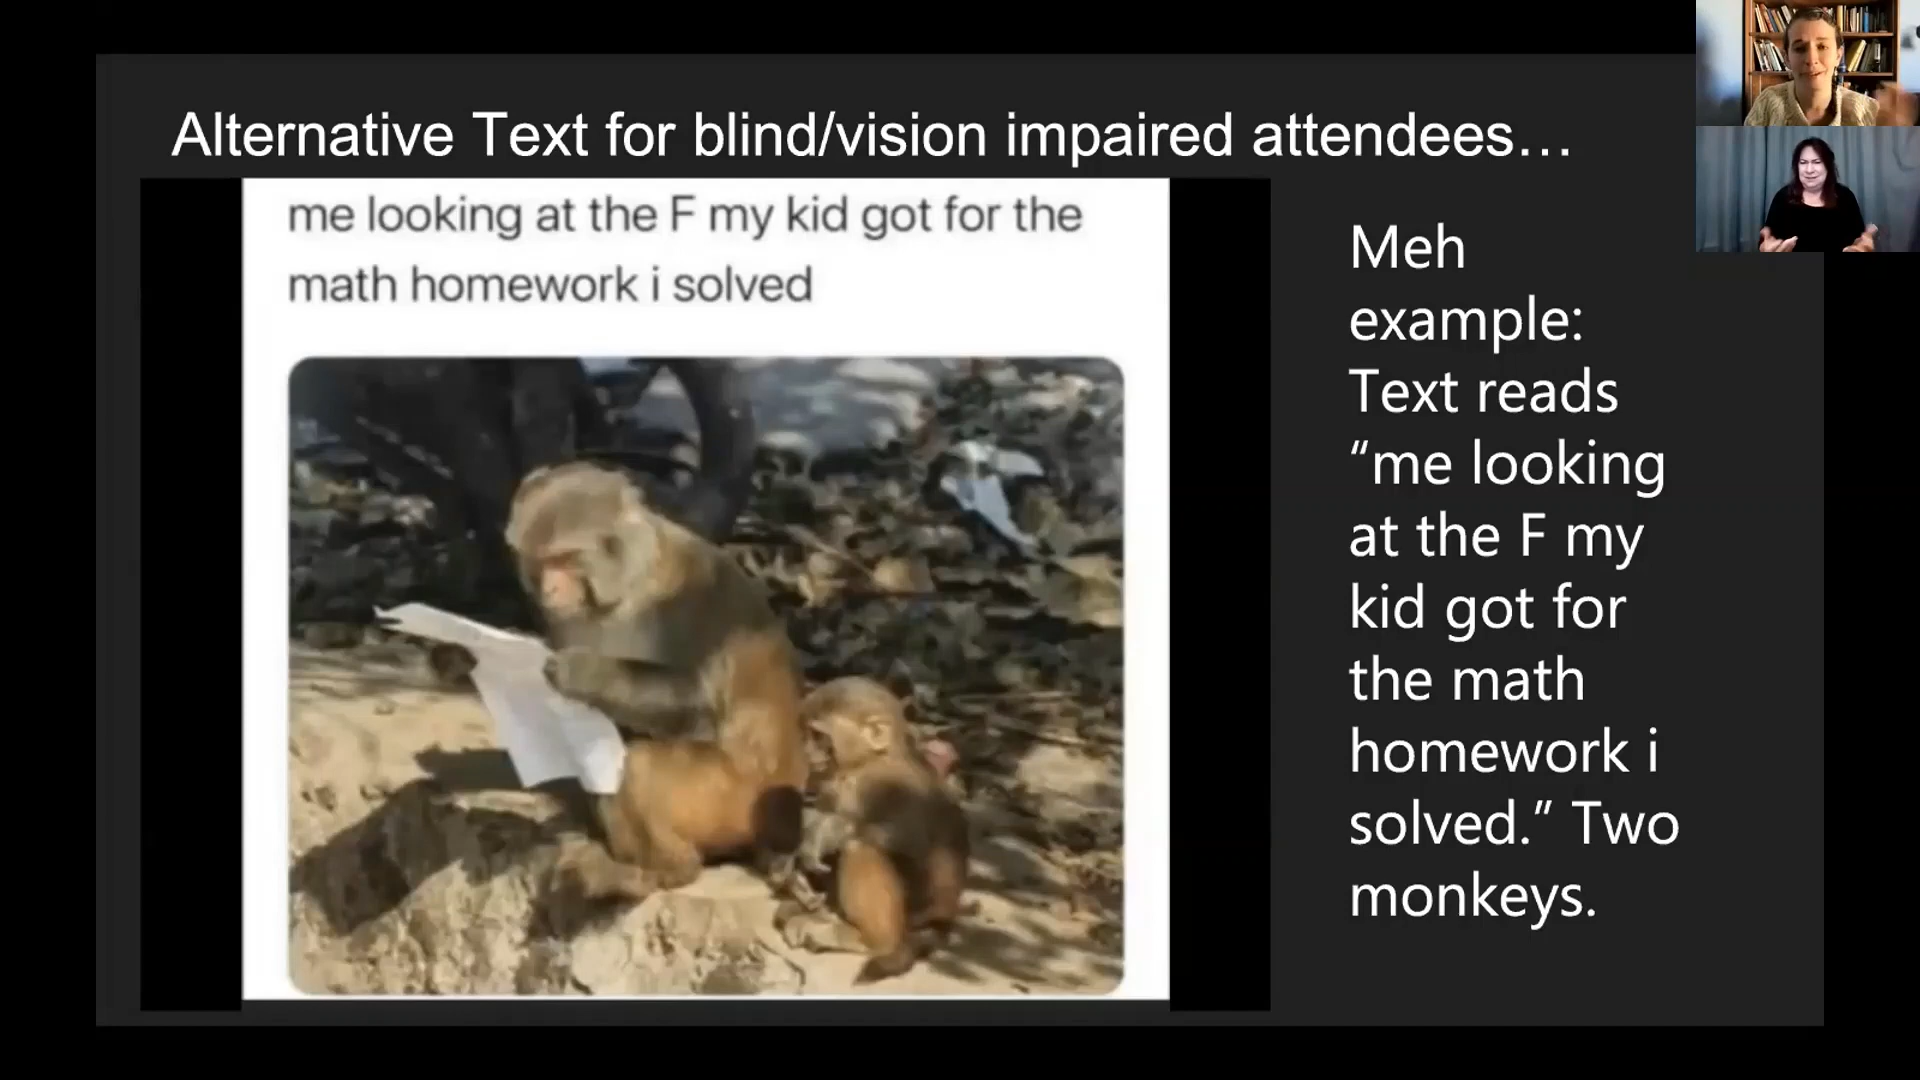 Alternative Text for blind/vision impaired attendees…
me looking at the F my kid got for the
math homework i solved
Meh
example:
Text reads
“me looking
at the F my
kid got for
the math
homework i
solved.” Two
monkeys.